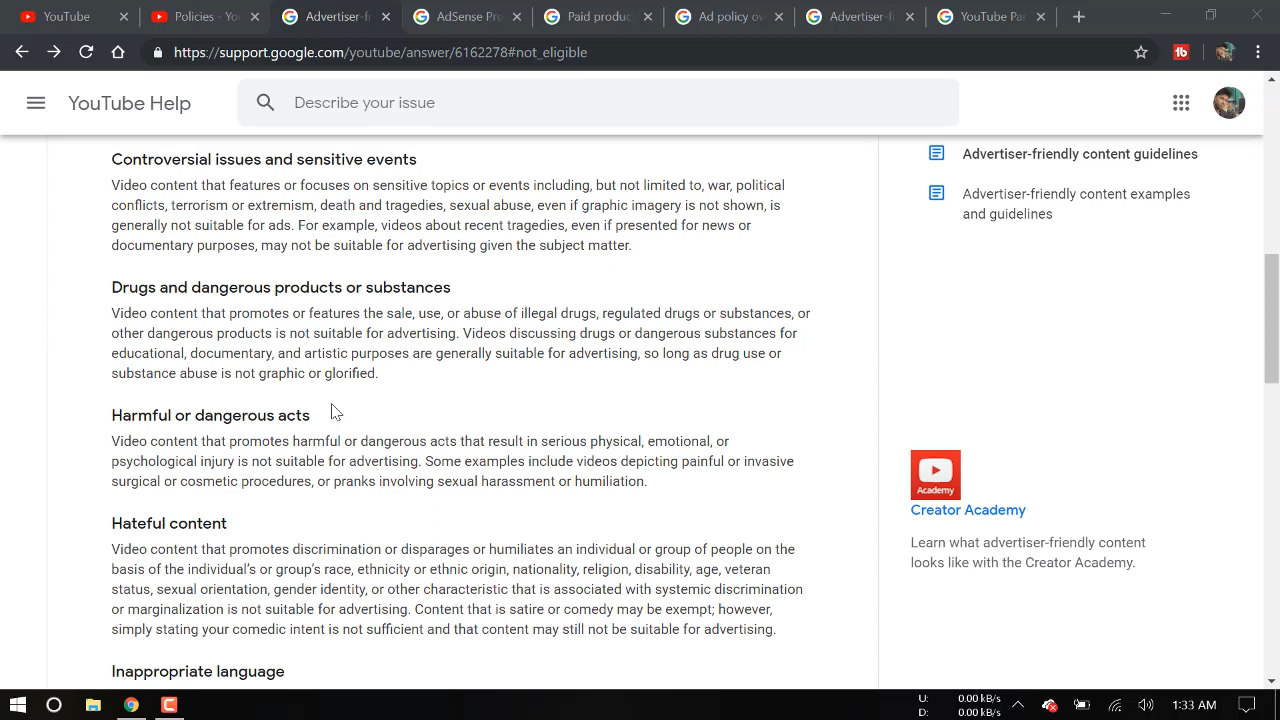 YouTube
Policies - Yo
Advertiser-f
AdSense Pro
Paid produc
Ad policy ov
Advertiser-f
YouTube Pa
https://support.google.com/youtube/answer/6162278#not_eligible
YouTube Help
Describe your issue
Controversial issues and sensitive events
Video content that features or focuses on sensitive topics or events including, but not limited to, war, political
conflicts, terrorism or extremism, death and tragedies, sexual abuse, even if graphic imagery is not shown, is
generally not suitable for ads. For example, videos about recent tragedies, even if presented for news or
documentary purposes, may not be suitable for advertising given the subject matter.
Drugs and dangerous products or substances
Video content that promotes or features the sale, use, or abuse of illegal drugs, regulated drugs or substances, or
other dangerous products is not suitable for advertising. Videos discussing drugs or dangerous substances for
educational, documentary, and artistic purposes are generally suitable for advertising, so long as drug use or
substance abuse is not graphic or glorified.
Harmful or dangerous acts
Video content that promotes harmful or dangerous acts that result in serious physical, emotional, or
psychological injury is not suitable for advertising. Some examples include videos depicting painful or invasive
surgical or cosmetic procedures, or pranks involving sexual harassment or humiliation.
Hateful content
Video content that promotes discrimination or disparages or humiliates an individual or group of people on the
basis of the individual's or group's race, ethnicity or ethnic origin, nationality, religion, disability, age, veteran
status, sexual orientation, gender identity, or other characteristic that is associated with systemic discrimination
or marginalization is not suitable for advertising. Content that is satire or comedy may be exempt; however,
simply stating your comedic intent is not sufficient and that content may still not be suitable for advertising.
Inappropriate language
Advertiser-friendly content guidelines
Advertiser-friendly content examples
and guidelines
Academy
Creator Academy
Learn what advertiser-friendly content
looks like with the Creator Academy.
U: 0.00 kB/s
D: 0.00 kB/s
1:33 AM